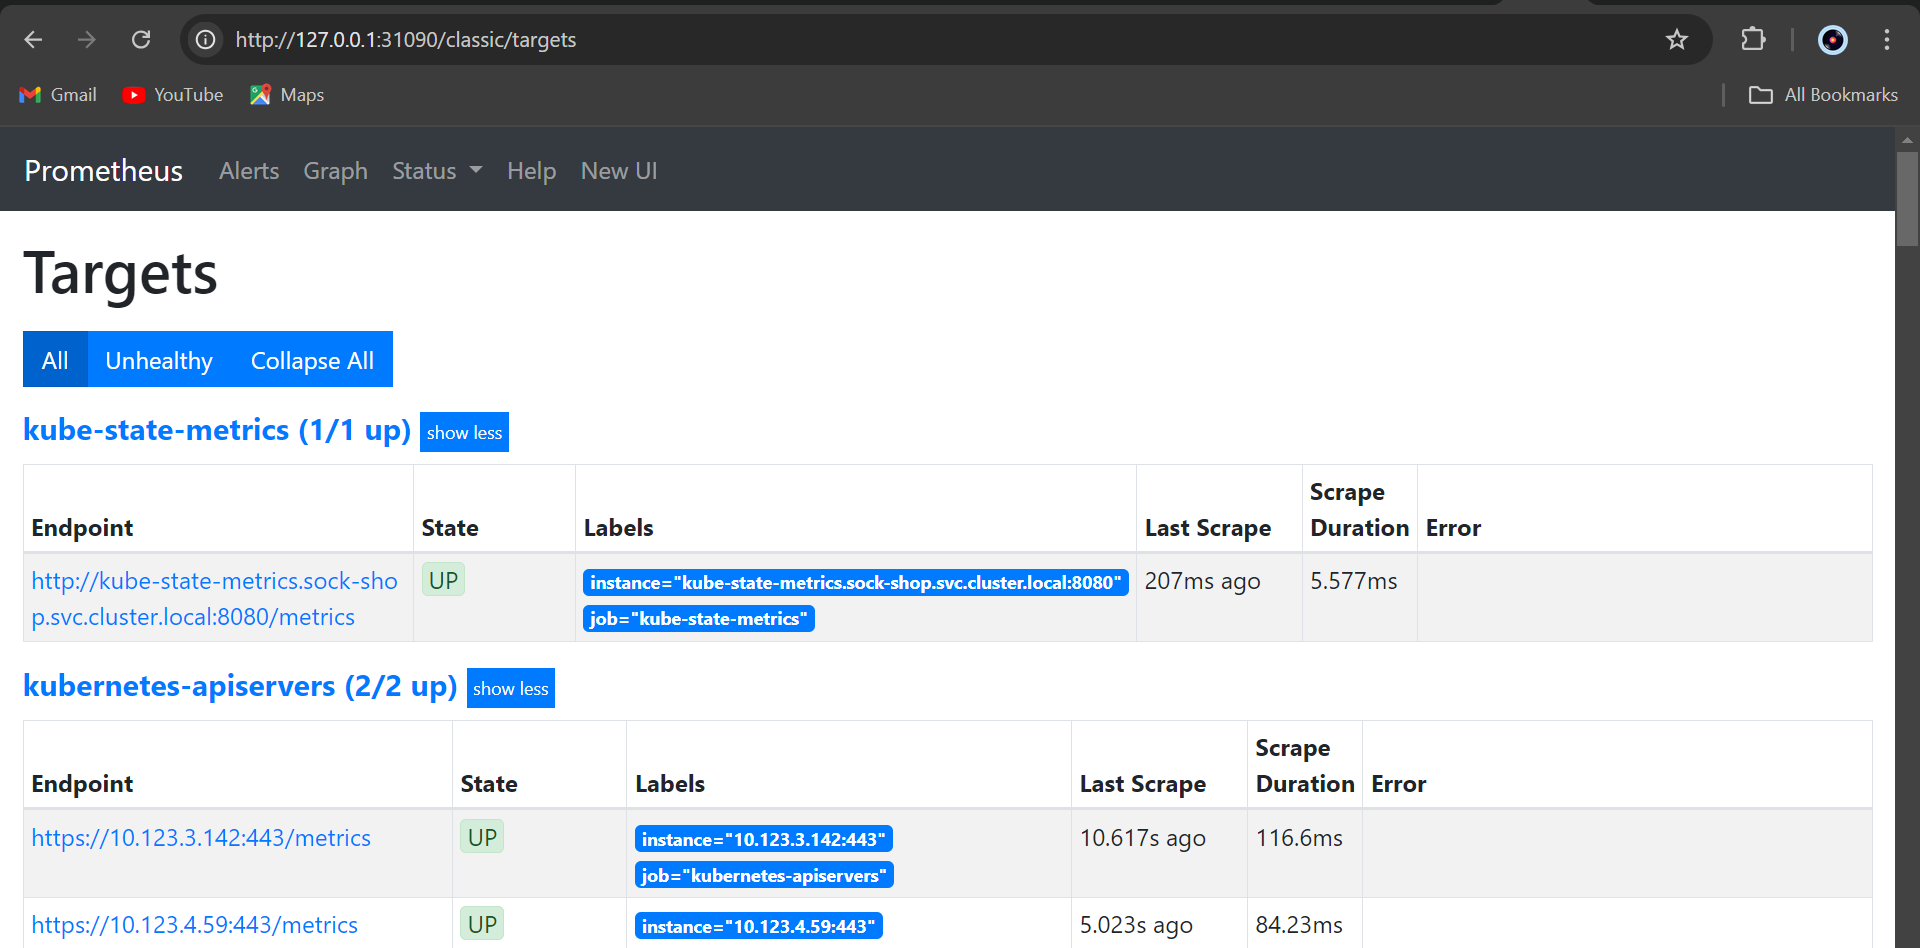 http://127.0.0.1:31090/classic/targets
Gmail YouTube Maps All Bookmarks
Prometheus Alerts Graph Status Help New UI
Targets
All Unhealthy Collapse All
kube-state-metrics (1/1 up) show less
Endpoint State Labels Last Scrape Scrape Duration Error
http://kube-state-metrics.sock-sho
p.svc.cluster.local:8080/metrics
UP
instance="kube-state-metrics.sock-shop.svc.cluster.local:8080"
job="kube-state-metrics"
207ms ago 5.577ms
kubernetes-apiservers (2/2 up) show less
Endpoint State Labels Last Scrape Scrape Duration Error
https://10.123.3.142:443/metrics UP instance="10.123.3.142:443" 10.617s ago 116.6ms
job="kubernetes-apiservers"
https://10.123.4.59:443/metrics UP instance="10.123.4.59:443" 5.023s ago 84.23ms